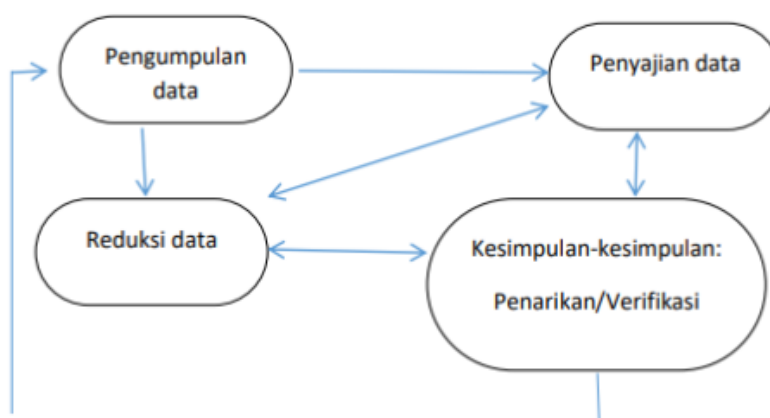 Pengumpulan
data
Penyajian data
Reduksi data
Kesimpulan-kesimpulan:
Penarikan/Verifikasi